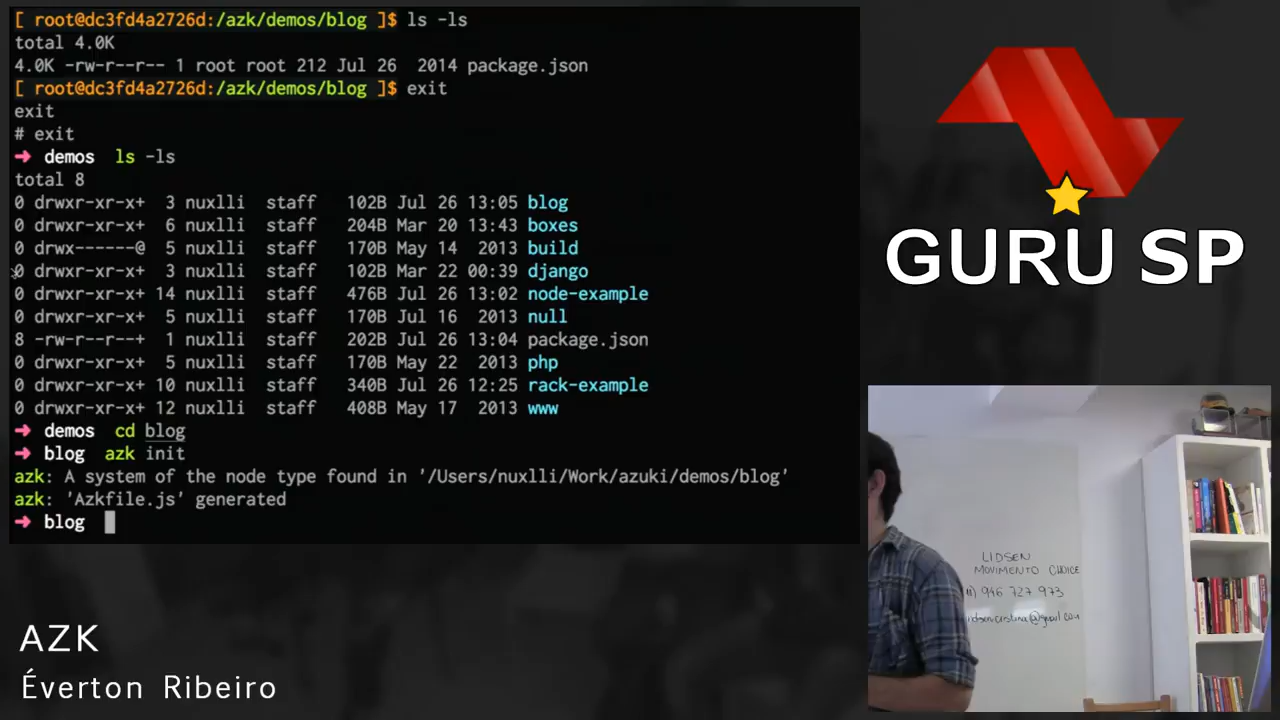 [ root@dc3fd4a2726d:/azk/demos/blog ]$ ls -ls
total 4.0K
4.0K -rw-r--r-- 1 root root 212 Jul 26  2014 package.json
[ root@dc3fd4a2726d:/azk/demos/blog ]$ exit
exit
# exit
➜ demos ls -ls
total 8
0 drwxr-xr-x+ 3 nuxlli staff 102B Jul 26 13:05 blog
0 drwxr-xr-x+ 6 nuxlli staff 204B Mar 20 13:43 boxes
0 drwx------@ 5 nuxlli staff 170B May 14 2013 build
0 drwxr-xr-x+ 3 nuxlli staff 102B Mar 22 00:39 django
0 drwxr-xr-x+ 14 nuxlli staff 476B Jul 26 13:02 node-example
0 drwxr-xr-x+ 5 nuxlli staff 170B Jul 16 2013 null
8 -rw-r--r--+ 1 nuxlli staff 202B Jul 26 13:04 package.json
0 drwxr-xr-x+ 5 nuxlli staff 170B May 22 2013 php
0 drwxr-xr-x+ 10 nuxlli staff 340B Jul 26 12:25 rack-example
0 drwxr-xr-x+ 12 nuxlli staff 408B May 17 2013 www
➜ demos cd blog
➜ blog azk init
azk: A system of the node type found in '/Users/nuxlli/Work/azuki/demos/blog'
azk: 'Azkfile.js' generated
➜ blog
GURU SP
LIDSEN
MOVIMENTO CHOICE
946 727 973
AZK
Éverton Ribeiro